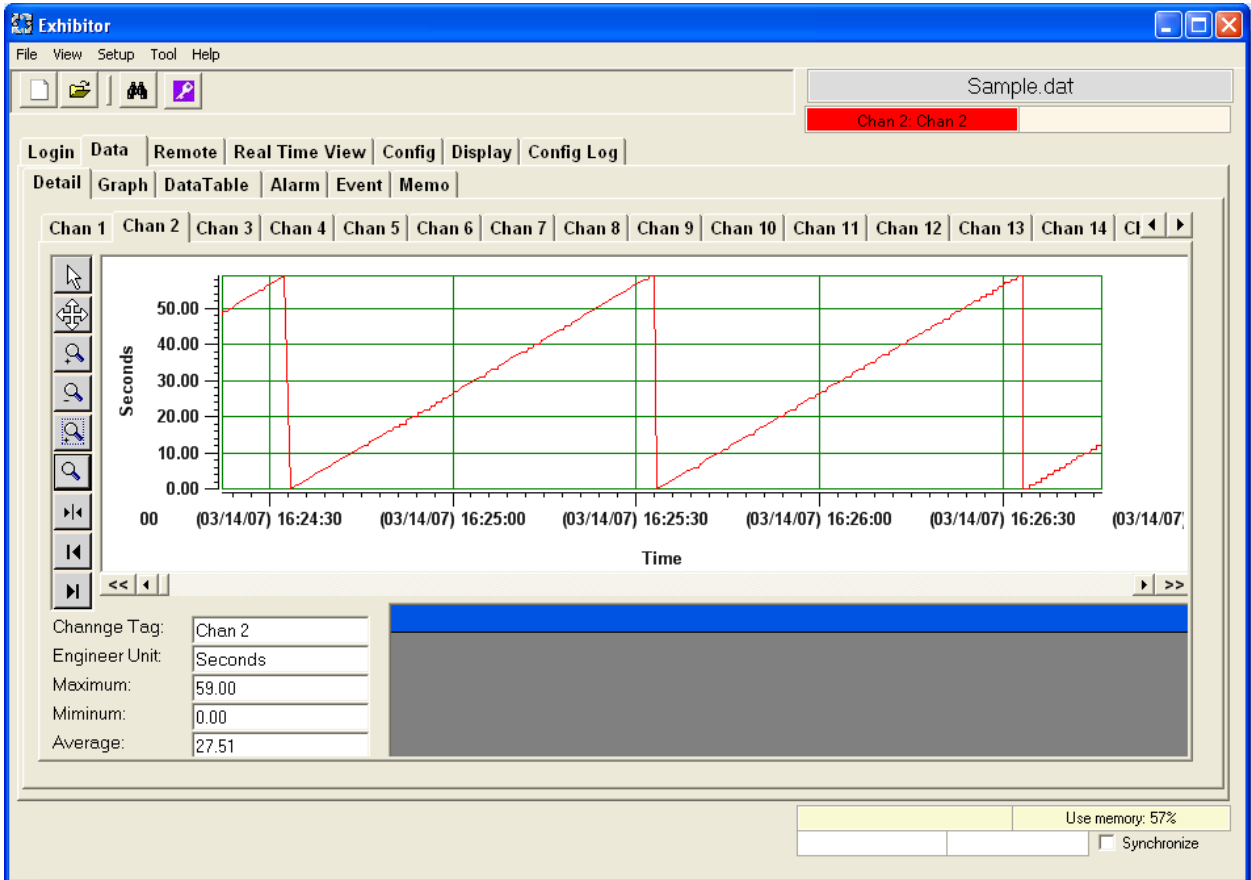 Exhibitor
File View Setup Tool Help
Sample.dat
Chan 2: Chan 2
Login Data Remote Real Time View Config Display Config Log
Detail Graph DataTable Alarm Event Memo
Chan 1 Chan 2 Chan 3 Chan 4 Chan 5 Chan 6 Chan 7 Chan 8 Chan 9 Chan 10 Chan 11 Chan 12 Chan 13 Chan 14
50.00
40.00
30.00
20.00
10.00
0.00
Seconds
00 (03/14/07) 16:24:30 (03/14/07) 16:25:00 (03/14/07) 16:25:30 (03/14/07) 16:26:00 (03/14/07) 16:26:30 (03/14/07)
Time
<< >>
Channge Tag: Chan 2
Engineer Unit: Seconds
Maximum: 59.00
Miminum: 0.00
Average: 27.51
Use memory: 57%
Synchronize